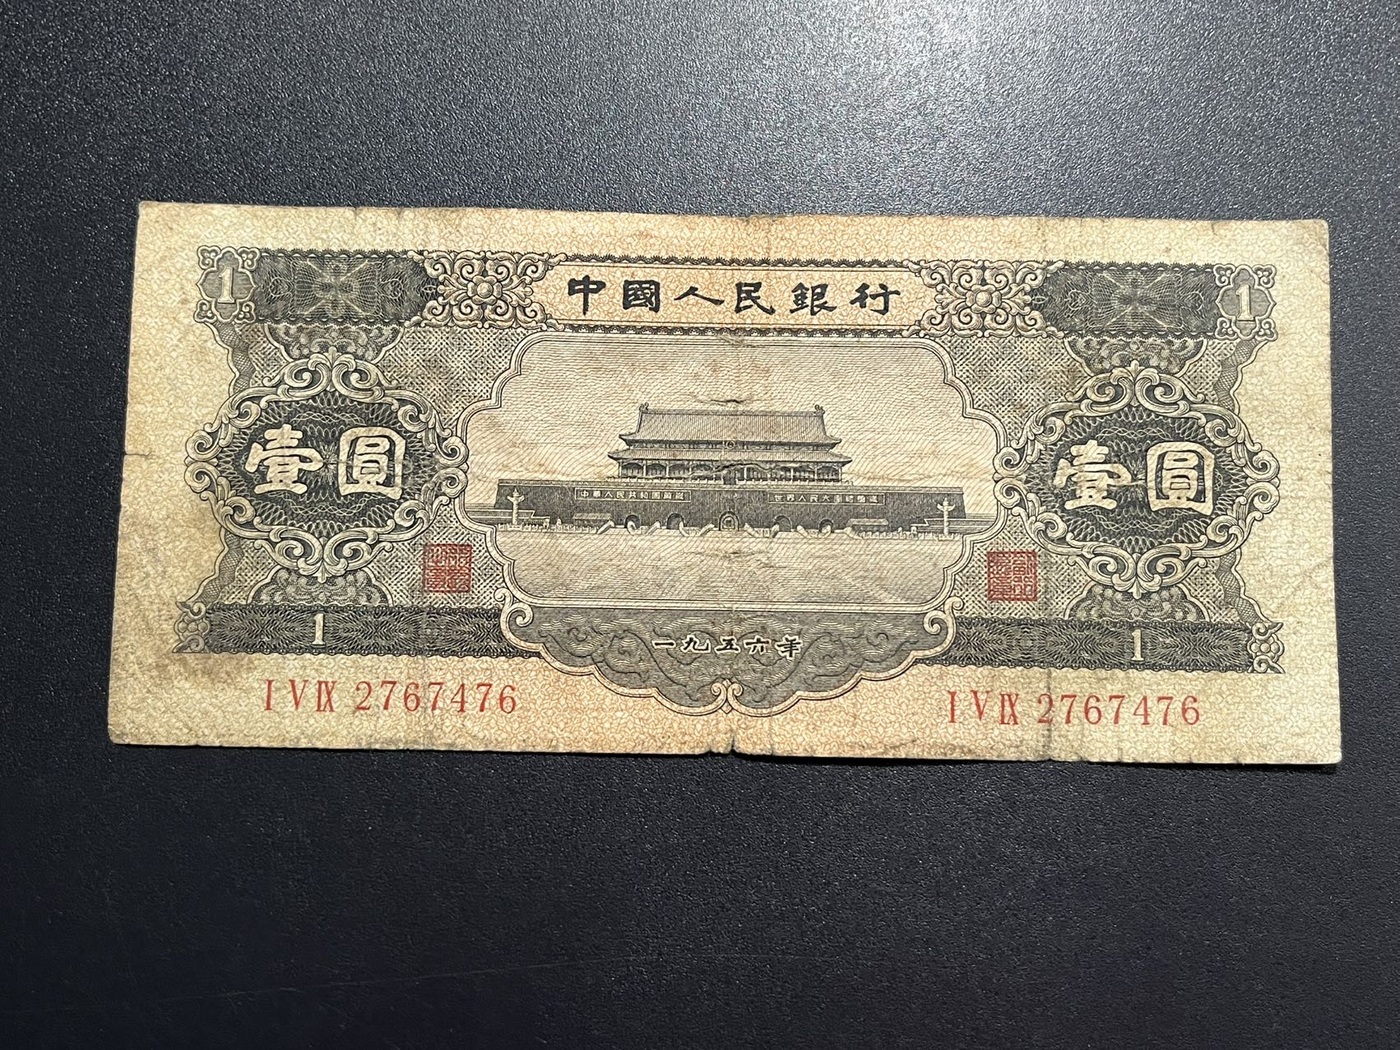 1 中國人民銀行 1
壹圓 壹圓
中華人民共和國萬歲 世界人民大團結萬歲
1 1
一九五六年
I V IX 2767476 I V IX 2767476